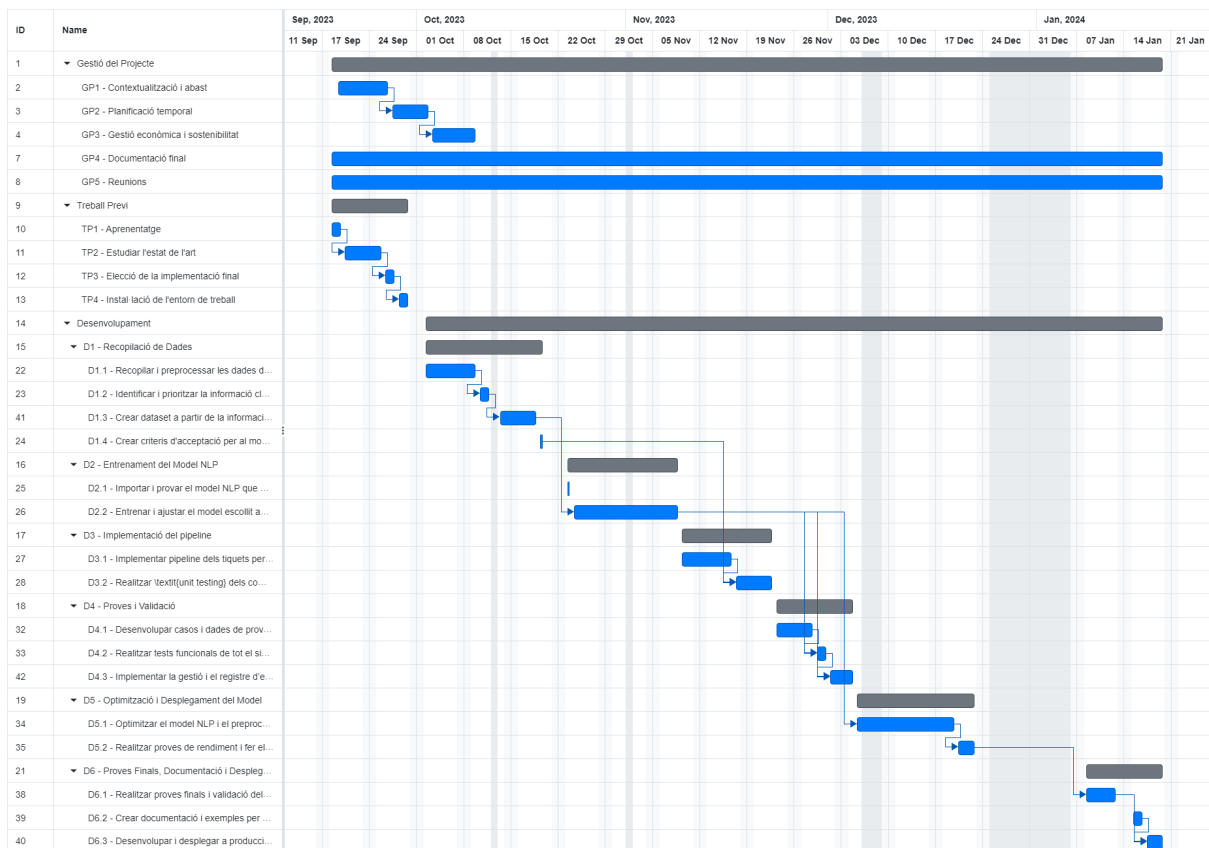 ID Name Sep, 2023 Oct, 2023 Nov, 2023 Dec, 2023 Jan, 2024
11 Sep 17 Sep 24 Sep 01 Oct 08 Oct 15 Oct 22 Oct 29 Oct 05 Nov 12 Nov 19 Nov 26 Nov 03 Dec 10 Dec 17 Dec 24 Dec 31 Dec 07 Jan 14 Jan 21 Jan
1 Gestió del Projecte
2 GP1 - Contextualització i abast
3 GP2 - Planificació temporal
4 GP3 - Gestió econòmica i sostenibilitat
7 GP4 - Documentació final
8 GP5 - Reunions
9 Treball Previ
10 TP1 - Aprenentatge
11 TP2 - Estudiar l'estat de l'art
12 TP3 - Elecció de la implementació final
13 TP4 - Instal·lació de l'entorn de treball
14 Desenvolupament
15 D1 - Recopilació de Dades
22 D1.1 - Recopilar i preprocessar les dades d...
23 D1.2 - Identificar i prioritzar la informació cl...
41 D1.3 - Crear dataset a partir de la informaci...
24 D1.4 - Crear criteris d'acceptació per al mo...
16 D2 - Entrenament del Model NLP
25 D2.1 - Importar i provar el model NLP que ...
26 D2.2 - Entrenar i ajustar el model escollit a...
17 D3 - Implementació del pipeline
27 D3.1 - Implementar pipeline dels tiquets per...
28 D3.2 - Realitzar \textit{unit testing} dels co...
18 D4 - Proves i Validació
32 D4.1 - Desenvolupar casos i dades de prov...
33 D4.2 - Realitzar tests funcionals de tot el si...
42 D4.3 - Implementar la gestió i el registre d'e...
19 D5 - Optimització i Desplegament del Model
34 D5.1 - Optimitzar el model NLP i el preproc...
35 D5.2 - Realitzar proves de rendiment i fer el...
21 D6 - Proves Finals, Documentació i Despleg...
38 D6.1 - Realitzar proves finals i validació del...
39 D6.2 - Crear documentació i exemples per ...
40 D6.3 - Desenvolupar i desplegar a producci...